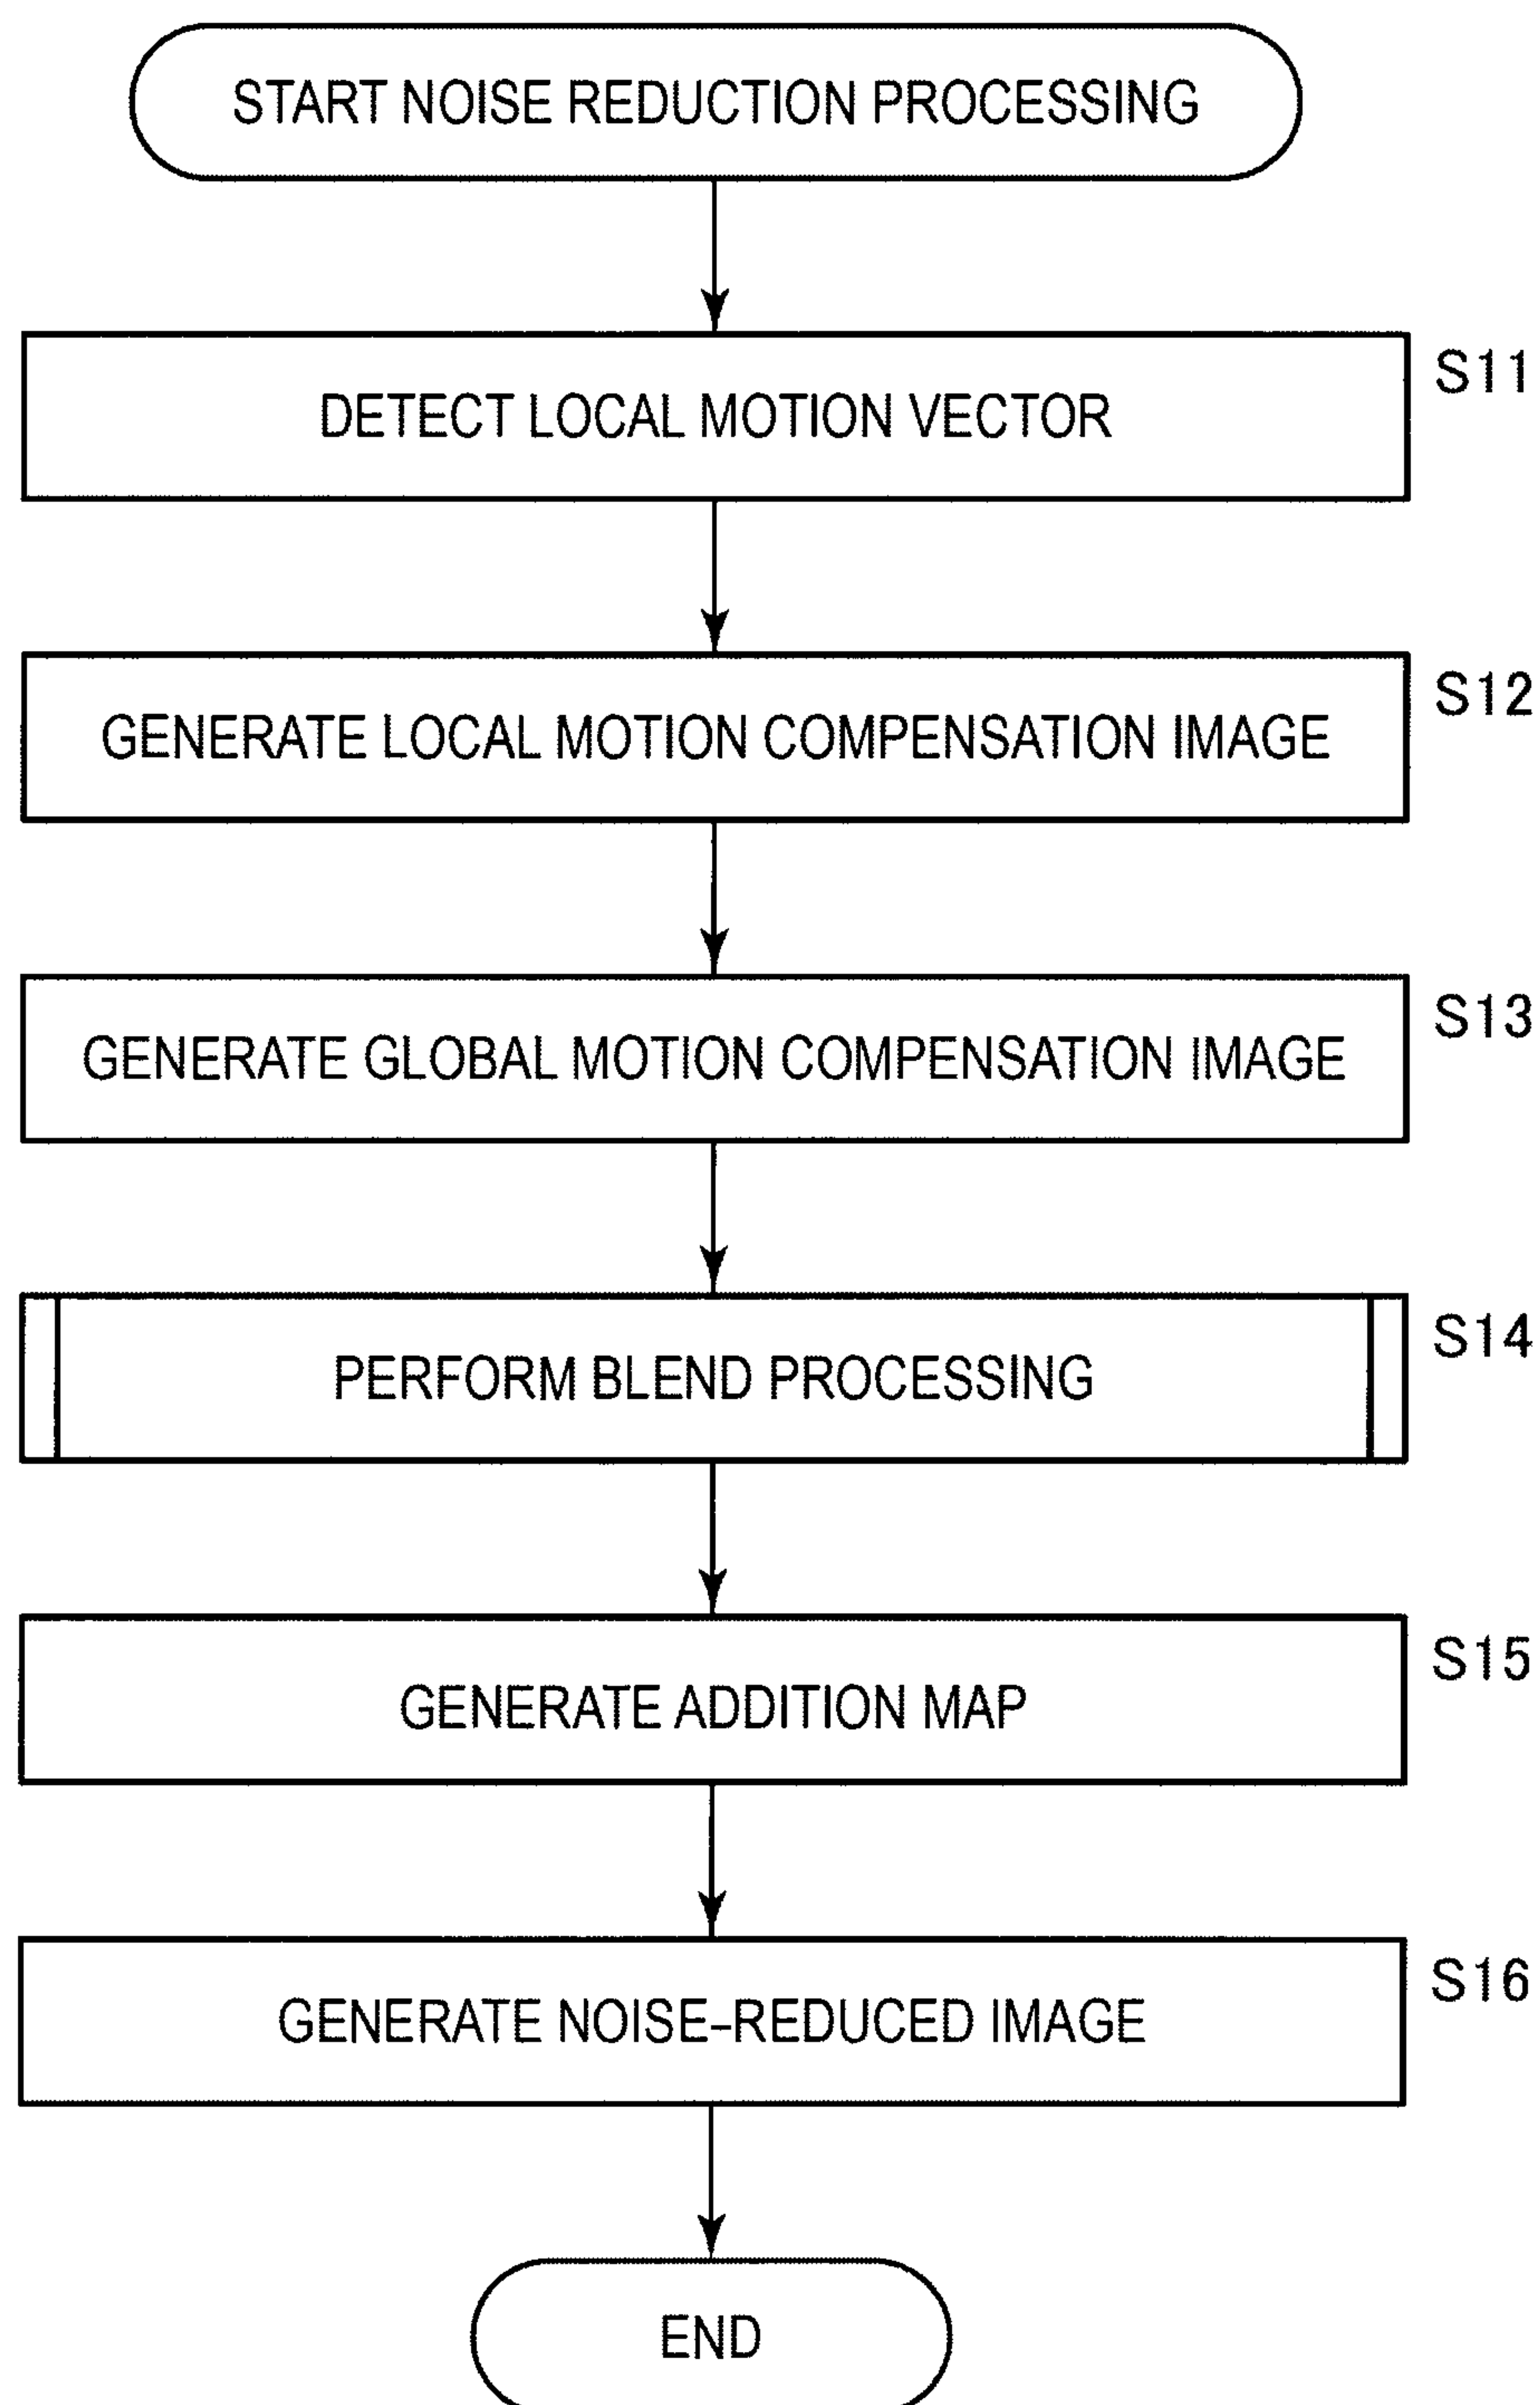 START NOISE REDUCTION PROCESSING
S11
DETECT LOCAL MOTION VECTOR
S12
GENERATE LOCAL MOTION COMPENSATION IMAGE
S13
GENERATE GLOBAL MOTION COMPENSATION IMAGE
S14
PERFORM BLEND PROCESSING
S15
GENERATE ADDITION MAP
S16
GENERATE NOISE-REDUCED IMAGE
END